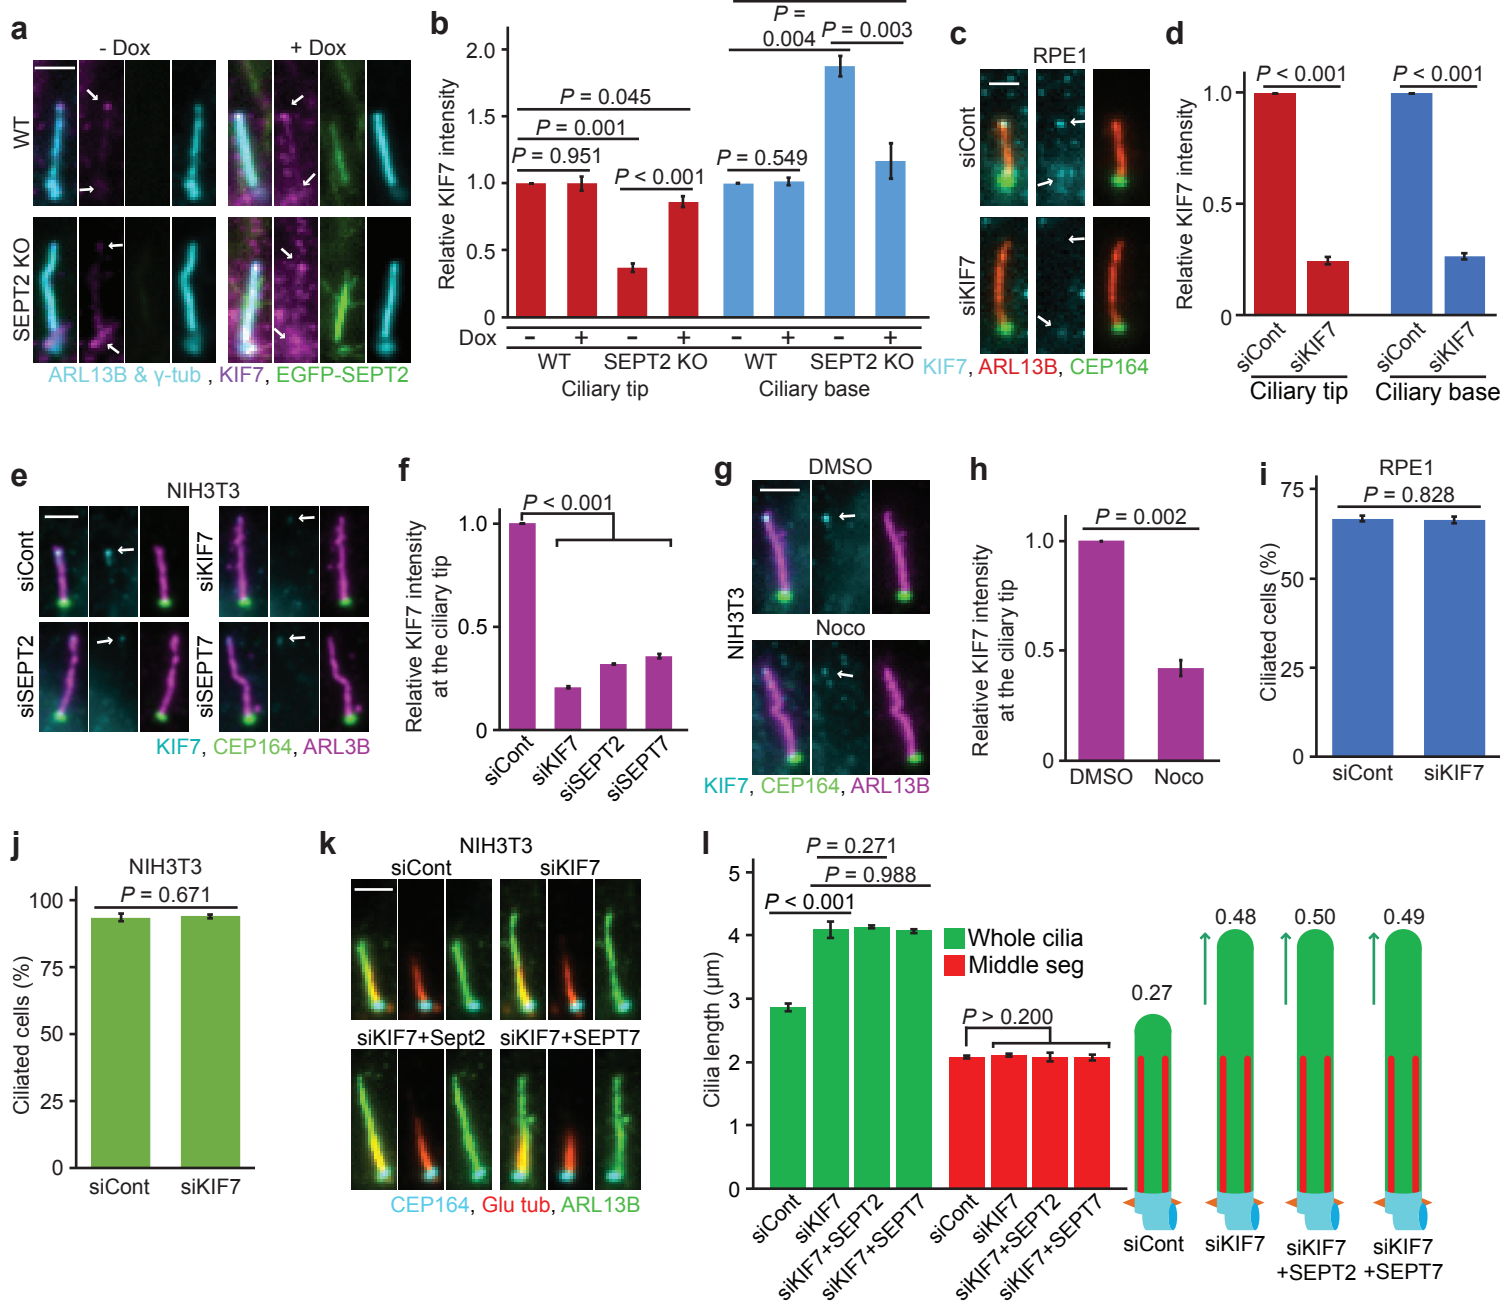 a
- Dox
+ Dox
WT
SEPT2 KO
ARL13B & γ-tub , KIF7, EGFP-SEPT2
b
Relative KIF7 intensity
2.0
1.5
1.0
0.5
0
P =
0.004
P = 0.003
P = 0.045
P = 0.001
P = 0.951
P < 0.001
P = 0.549
Dox
– + – + – + – +
WT SEPT2 KO WT SEPT2 KO
Ciliary tip
Ciliary base
c
RPE1
siCont
siKIF7
KIF7, ARL13B, CEP164
d
Relative KIF7 intensity
P < 0.001 P < 0.001
1.0
0.5
0
siCont siKIF7 siCont siKIF7
Ciliary tip Ciliary base
e
NIH3T3
siCont
siKIF7
siSEPT2
siSEPT7
KIF7, CEP164, ARL3B
f
Relative KIF7 intensity
at the ciliary tip
P < 0.001
1.0
0.5
0
siCont siKIF7 siSEPT2 siSEPT7
g
DMSO
NIH3T3
Noco
KIF7, CEP164, ARL13B
h
Relative KIF7 intensity
at the ciliary tip
P = 0.002
1.0
0.5
0
DMSO Noco
i
RPE1
P = 0.828
Ciliated cells (%)
75
50
25
0
siCont siKIF7
j
NIH3T3
P = 0.671
Ciliated cells (%)
100
75
50
25
0
siCont siKIF7
k
NIH3T3
siCont siKIF7
siKIF7+Sept2 siKIF7+SEPT7
CEP164, Glu tub, ARL13B
l
Cilia length (μm)
5
4
3
2
1
0
P = 0.271
P = 0.988
P < 0.001
Whole cilia
Middle seg
P > 0.200
siCont siKIF7 siKIF7+SEPT2 siKIF7+SEPT7 siCont siKIF7 siKIF7+SEPT2 siKIF7+SEPT7
0.27
0.48
0.50
0.49
siCont
siKIF7
siKIF7
+SEPT2
siKIF7
+SEPT7